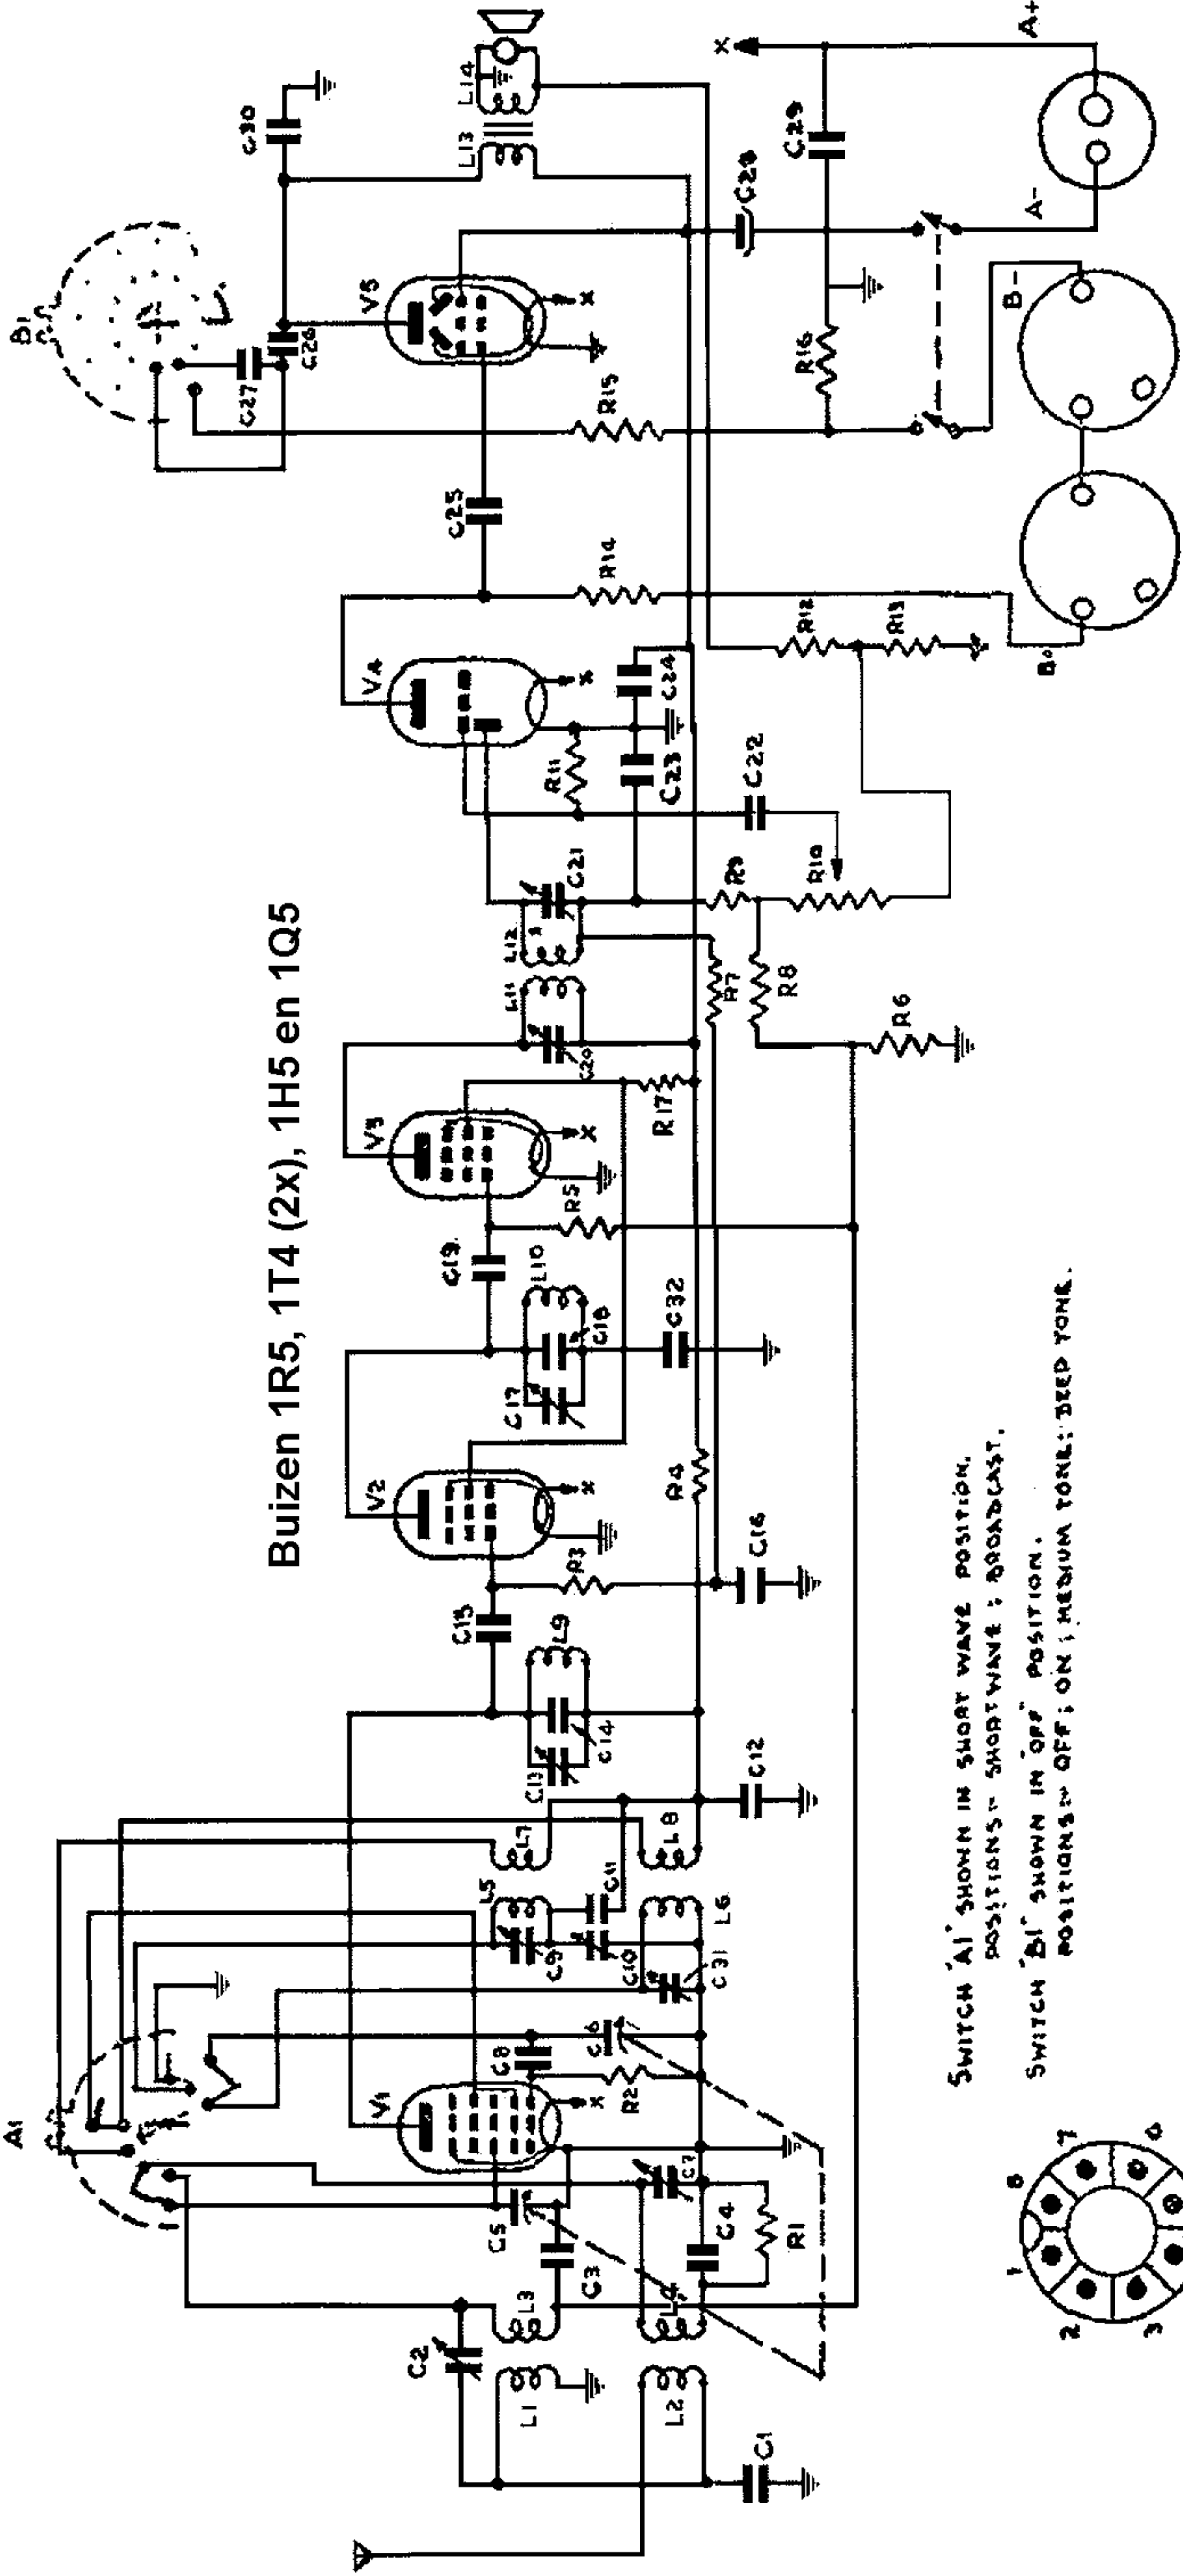 Buizen 1R5, 1T4 (2x), 1H5 en 1Q5
A1
B1
V1
V2
V3
V4
V5
C1
C2
C3
C4
C5
C6
C7
C8
C9
C10
C11
C12
C13
C14
C15
C16
C17
C18
C19
C20
C21
C22
C23
C24
C25
C26
C27
C28
C29
C30
C31
C32
L1
L2
L3
L4
L5
L6
L7
L8
L9
L10
L11
L12
L13
L14
R1
R2
R3
R4
R5
R6
R7
R8
R9
R10
R11
R12
R13
R14
R15
R16
R17
X
X
X
X
X
X
A+
A-
B-
B+
SWITCH "A1" SHOWN IN SHORT WAVE POSITION.
POSITIONS:- SHORTWAVE; BROADCAST.
SWITCH "B1" SHOWN IN "OFF" POSITION.
POSITIONS:- OFF; ON; MEDIUM TONE; DEEP TONE.
1
8
2
7
3
6